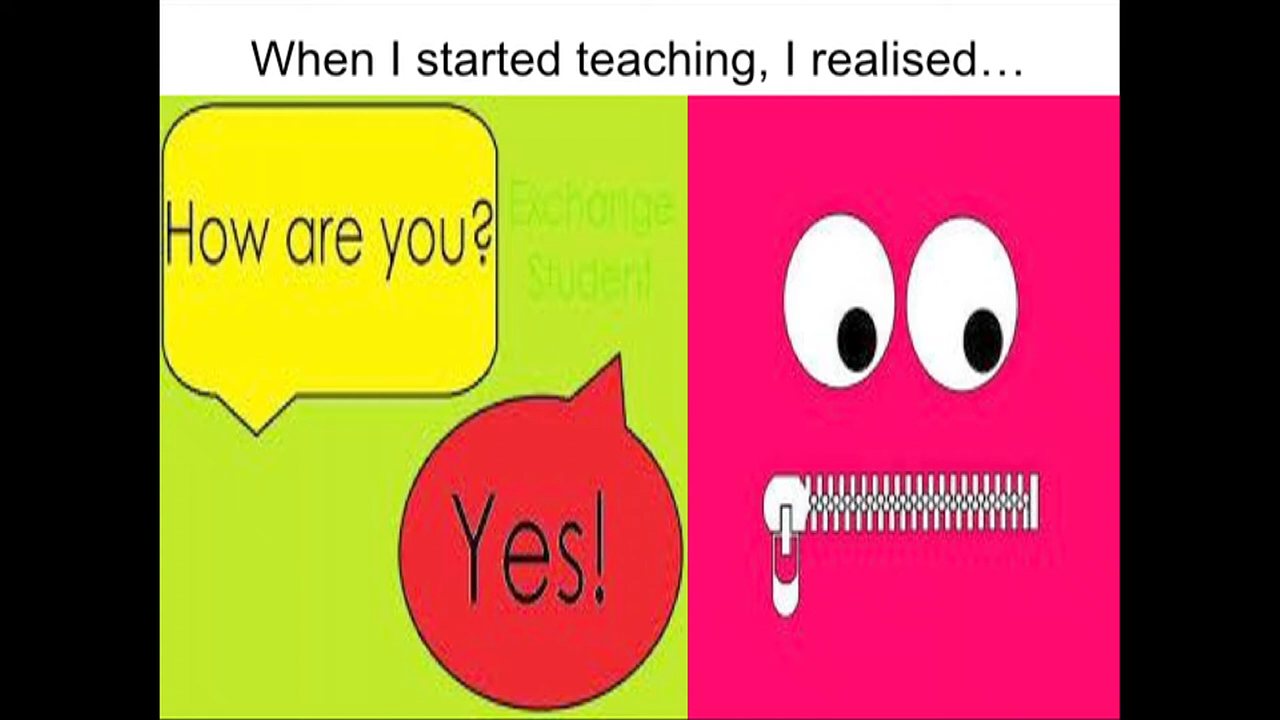 When I started teaching, I realised…
How are you?
Exchange
Student
Yes!